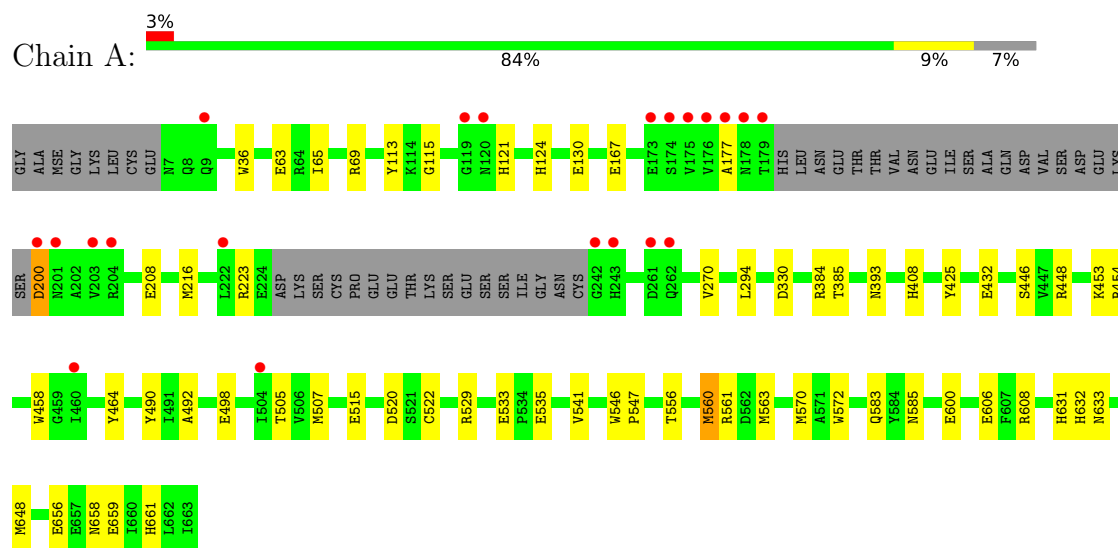 3%
Chain A:
84% 9% 7%
GLY ALA MSE GLY LYS LEU CYS GLU N7 Q8 Q9 W36 E63 R64 I65 R69 Y113 K114 G115 G119 N120 H121 H124 E130 E167 E173 S174 V175 V176 A177 N178 T179 HIS LEU ASN GLU THR THR VAL ASN GLU ILE SER ALA GLN ASP VAL SER ASP GLU LYS
SER D200 N201 A202 V203 R204 E208 M216 L222 R223 E224 ASP LYS SER CYS PRO GLU GLU THR LYS SER GLU SER SER ILE GLY ASN CYS G242 H243 D261 Q262 V270 L294 D330 R384 T385 N393 H408 Y425 E432 S446 V447 R448 K453 R454
W458 G459 I460 Y464 Y490 I491 A492 E498 I504 T505 V506 M507 E515 D520 S521 C522 R529 E533 P534 E535 V541 W546 P547 T556 M560 R561 D562 M563 M570 A571 W572 Q583 Y584 N585 E600 E606 F607 R608 H631 H632 N633
M648 E656 E657 N658 E659 I660 H661 L662 I663